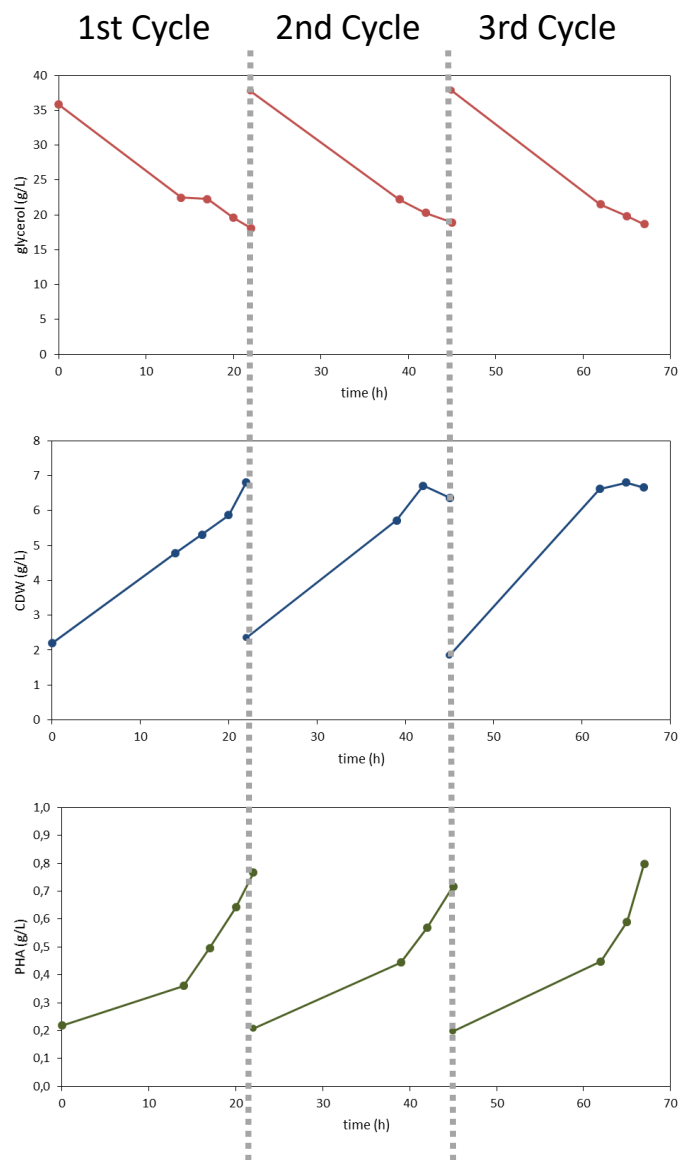 1st Cycle 2nd Cycle 3rd Cycle
40
35
30
25
20
15
10
5
0
glycerol (g/L)
0 10 20 30 40 50 60 70
time (h)
8
7
6
5
4
3
2
1
0
CDW (g/L)
0 10 20 30 40 50 60 70
time (h)
1,0
0,9
0,8
0,7
0,6
0,5
0,4
0,3
0,2
0,1
0,0
PHA (g/L)
0 10 20 30 40 50 60 70
time (h)